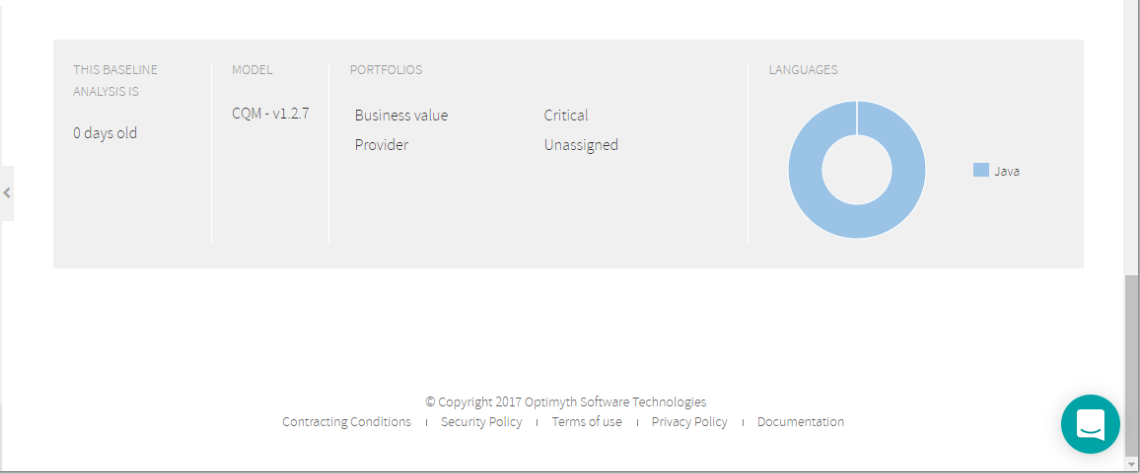 THIS BASELINE
ANALYSIS IS
0 days old
MODEL
CQM - v1.2.7
PORTFOLIOS
Business value Critical
Provider Unassigned
LANGUAGES
Java
© Copyright 2017 Optimyth Software Technologies
Contracting Conditions | Security Policy | Terms of use | Privacy Policy | Documentation